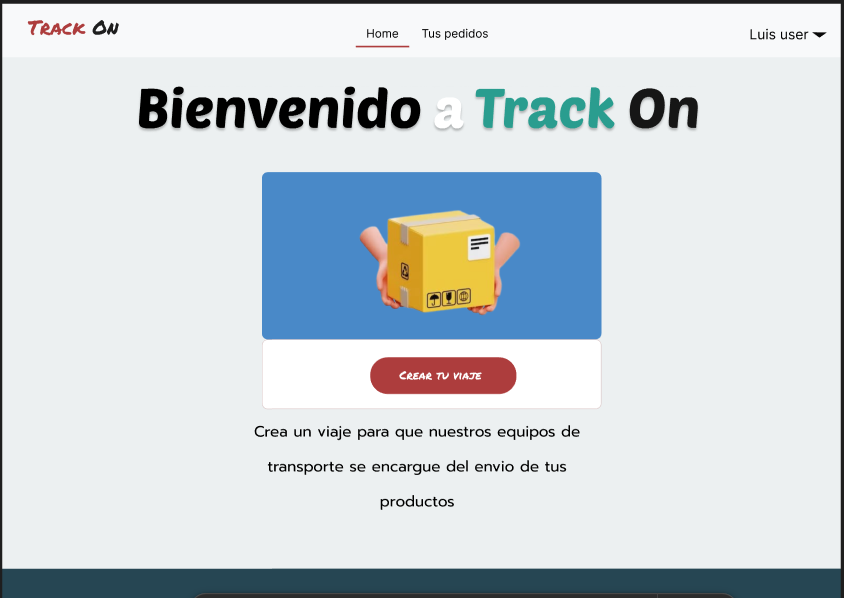 Track On
Home
Tus pedidos
Luis user
Bienvenido a Track On
Crear tu viaje
Crea un viaje para que nuestros equipos de
transporte se encargue del envio de tus
productos